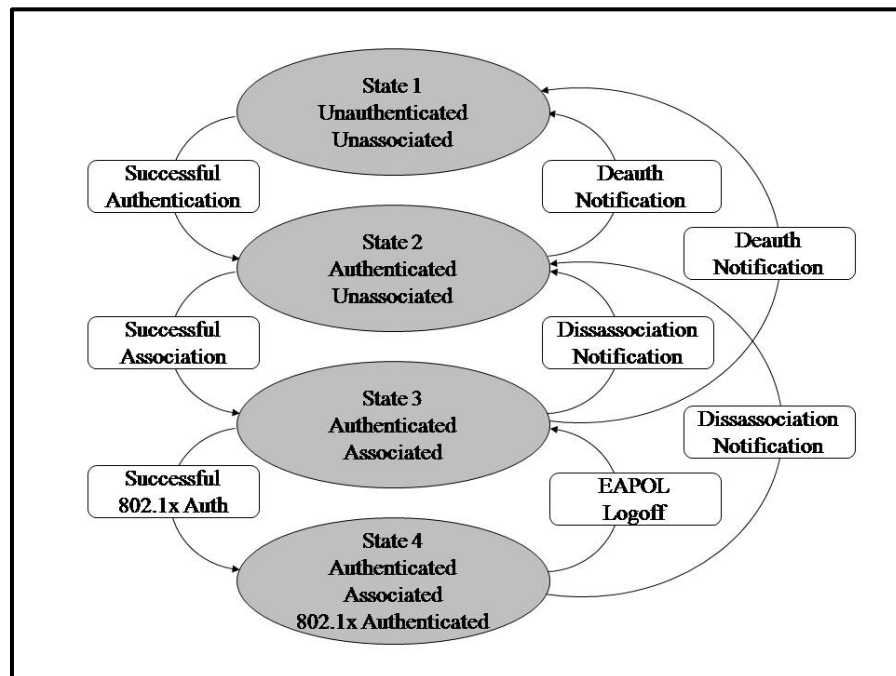 State 1
Unauthenticated
Unassociated
Successful
Authentication
Deauth
Notification
State 2
Authenticated
Unassociated
Deauth
Notification
Successful
Association
Dissassociation
Notification
State 3
Authenticated
Associated
Dissassociation
Notification
Successful
802.1x Auth
EAPOL
Logoff
State 4
Authenticated
Associated
802.1x Authenticated